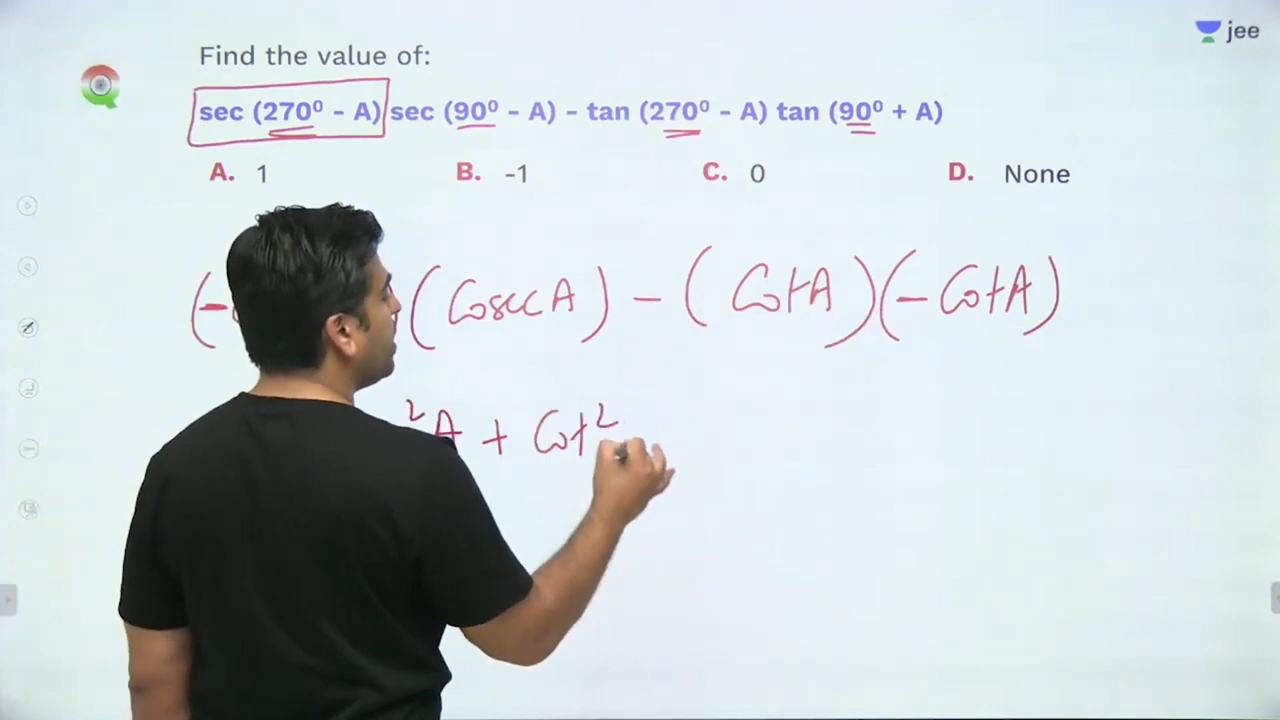 jee
Find the value of:
sec (270⁰ - A) sec (90⁰ - A) - tan (270⁰ - A) tan (90⁰ + A)
A. 1 B. -1 C. 0 D. None
(- (CosecA) - (CotA)(-CotA)
²A + Cot²